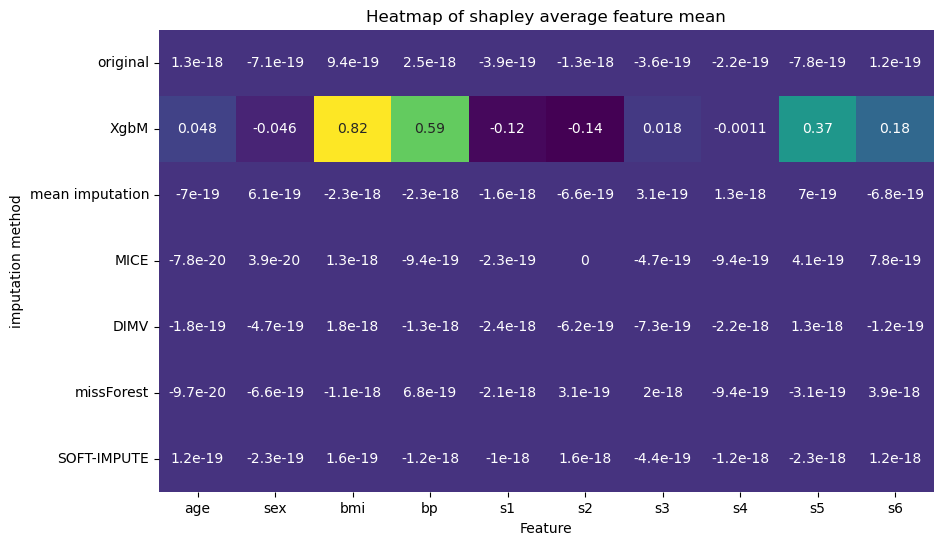 Heatmap of shapley average feature mean
imputation method
original 1.3e-18 -7.1e-19 9.4e-19 2.5e-18 -3.9e-19 -1.3e-18 -3.6e-19 -2.2e-19 -7.8e-19 1.2e-19
XgbM 0.048 -0.046 0.82 0.59 -0.12 -0.14 0.018 -0.0011 0.37 0.18
mean imputation -7e-19 6.1e-19 -2.3e-18 -2.3e-18 -1.6e-18 -6.6e-19 3.1e-19 1.3e-18 7e-19 -6.8e-19
MICE -7.8e-20 3.9e-20 1.3e-18 -9.4e-19 -2.3e-19 0 -4.7e-19 -9.4e-19 4.1e-19 7.8e-19
DIMV -1.8e-19 -4.7e-19 1.8e-18 -1.3e-18 -2.4e-18 -6.2e-19 -7.3e-19 -2.2e-18 1.3e-18 -1.2e-19
missForest -9.7e-20 -6.6e-19 -1.1e-18 6.8e-19 -2.1e-18 3.1e-19 2e-18 -9.4e-19 -3.1e-19 3.9e-18
SOFT-IMPUTE 1.2e-19 -2.3e-19 1.6e-19 -1.2e-18 -1e-18 1.6e-18 -4.4e-19 -1.2e-18 -2.3e-18 1.2e-18
age sex bmi bp s1 s2 s3 s4 s5 s6
Feature